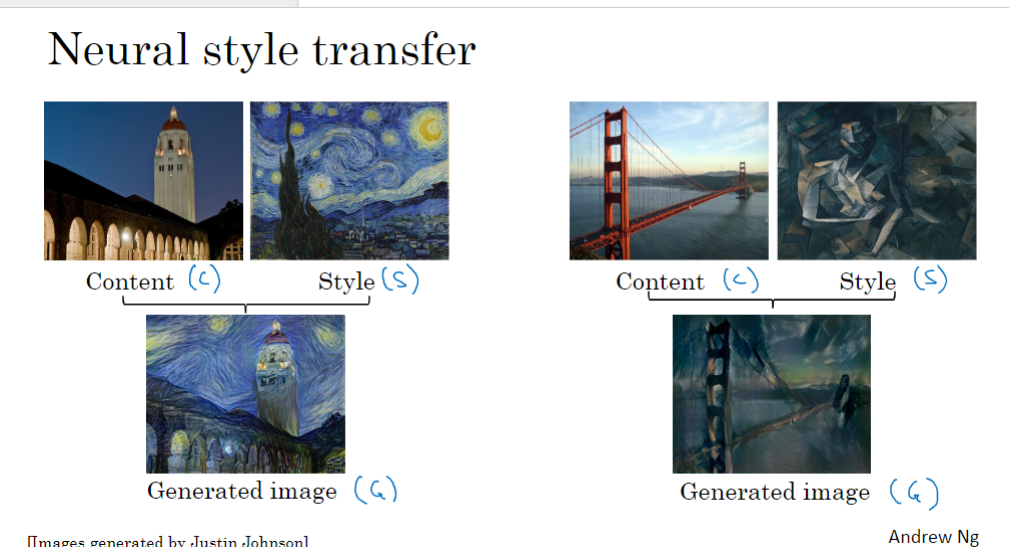 Neural style transfer
Content (C)
Style (S)
Generated image (G)
Content (C)
Style (S)
Generated image (G)
[Images generated by Justin Johnson]
Andrew Ng